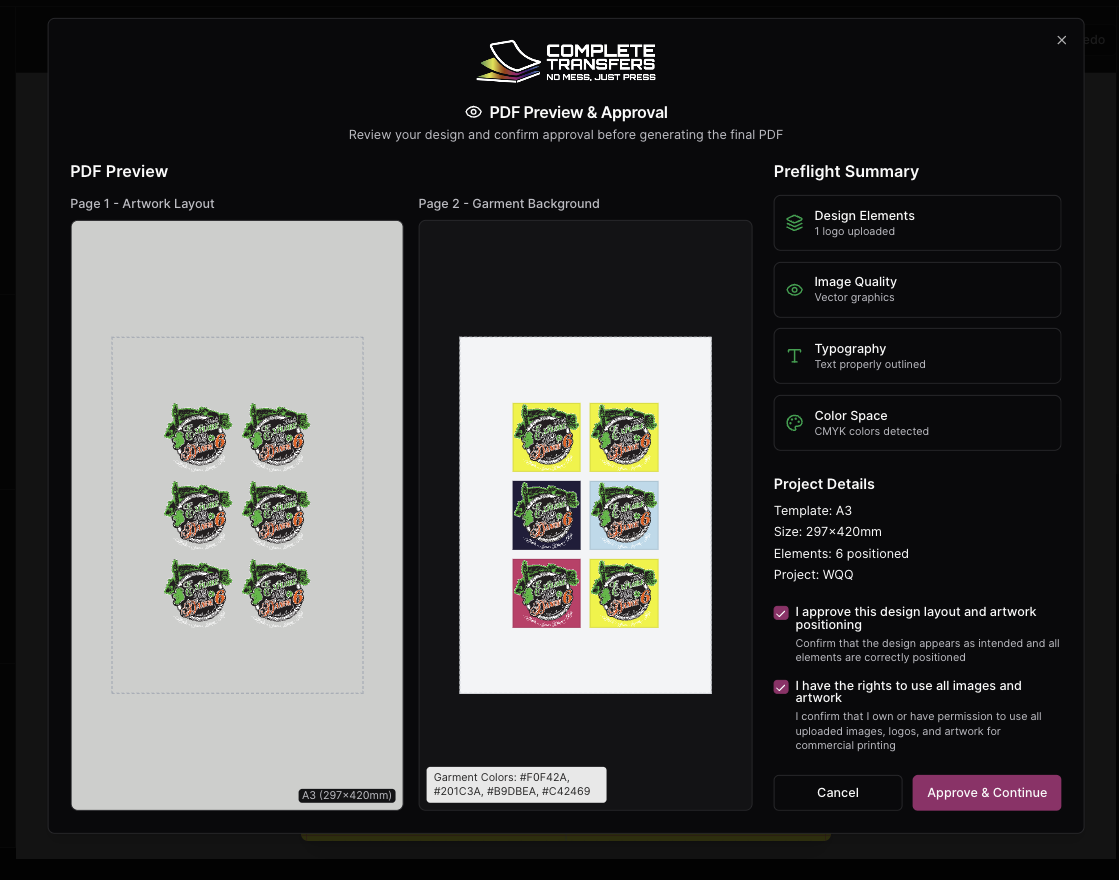 COMPLETE
TRANSFERS
NO MESS, JUST PRESS
PDF Preview & Approval
Review your design and confirm approval before generating the final PDF
PDF Preview
Page 1 - Artwork Layout
A3 (297×420mm)
Page 2 - Garment Background
Garment Colors: #F0F42A,
#201C3A, #B9DBEA, #C42469
Preflight Summary
Design Elements
1 logo uploaded
Image Quality
Vector graphics
Typography
Text properly outlined
Color Space
CMYK colors detected
Project Details
Template: A3
Size: 297×420mm
Elements: 6 positioned
Project: WQQ
I approve this design layout and artwork
positioning
Confirm that the design appears as intended and all
elements are correctly positioned
I have the rights to use all images and
artwork
I confirm that I own or have permission to use all
uploaded images, logos, and artwork for
commercial printing
Cancel
Approve & Continue